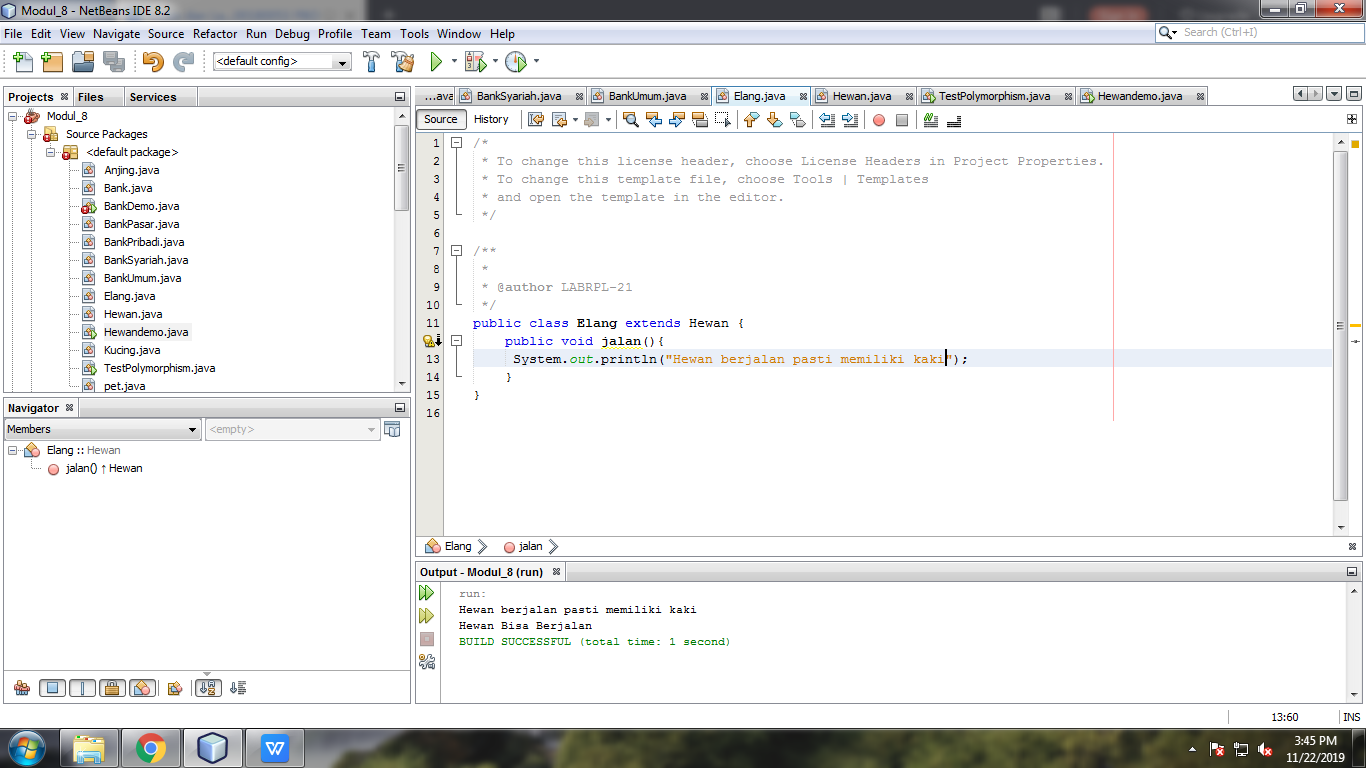 Modul_8 - NetBeans IDE 8.2
File Edit View Navigate Source Refactor Run Debug Profile Team Tools Window Help
Search (Ctrl+I)
<default config>
Projects Files Services
Modul_8
Source Packages
<default package>
Anjing.java
Bank.java
BankDemo.java
BankPasar.java
BankPribadi.java
BankSyariah.java
BankUmum.java
Elang.java
Hewan.java
Hewandemo.java
Kucing.java
TestPolymorphism.java
pet.java
Navigator
Members <empty>
Elang :: Hewan
jalan() ↑ Hewan
...ava BankSyariah.java BankUmum.java Elang.java Hewan.java TestPolymorphism.java Hewandemo.java
Source History
1 /*
2 * To change this license header, choose License Headers in Project Properties.
3 * To change this template file, choose Tools | Templates
4 * and open the template in the editor.
5 */
6
7 /**
8 *
9 * @author LABRPL-21
10 */
11 public class Elang extends Hewan {
public void jalan(){
13 System.out.println("Hewan berjalan pasti memiliki kaki");
14 }
15 }
16
Elang jalan
Output - Modul_8 (run)
run:
Hewan berjalan pasti memiliki kaki
Hewan Bisa Berjalan
BUILD SUCCESSFUL (total time: 1 second)
13:60 INS
3:45 PM
11/22/2019